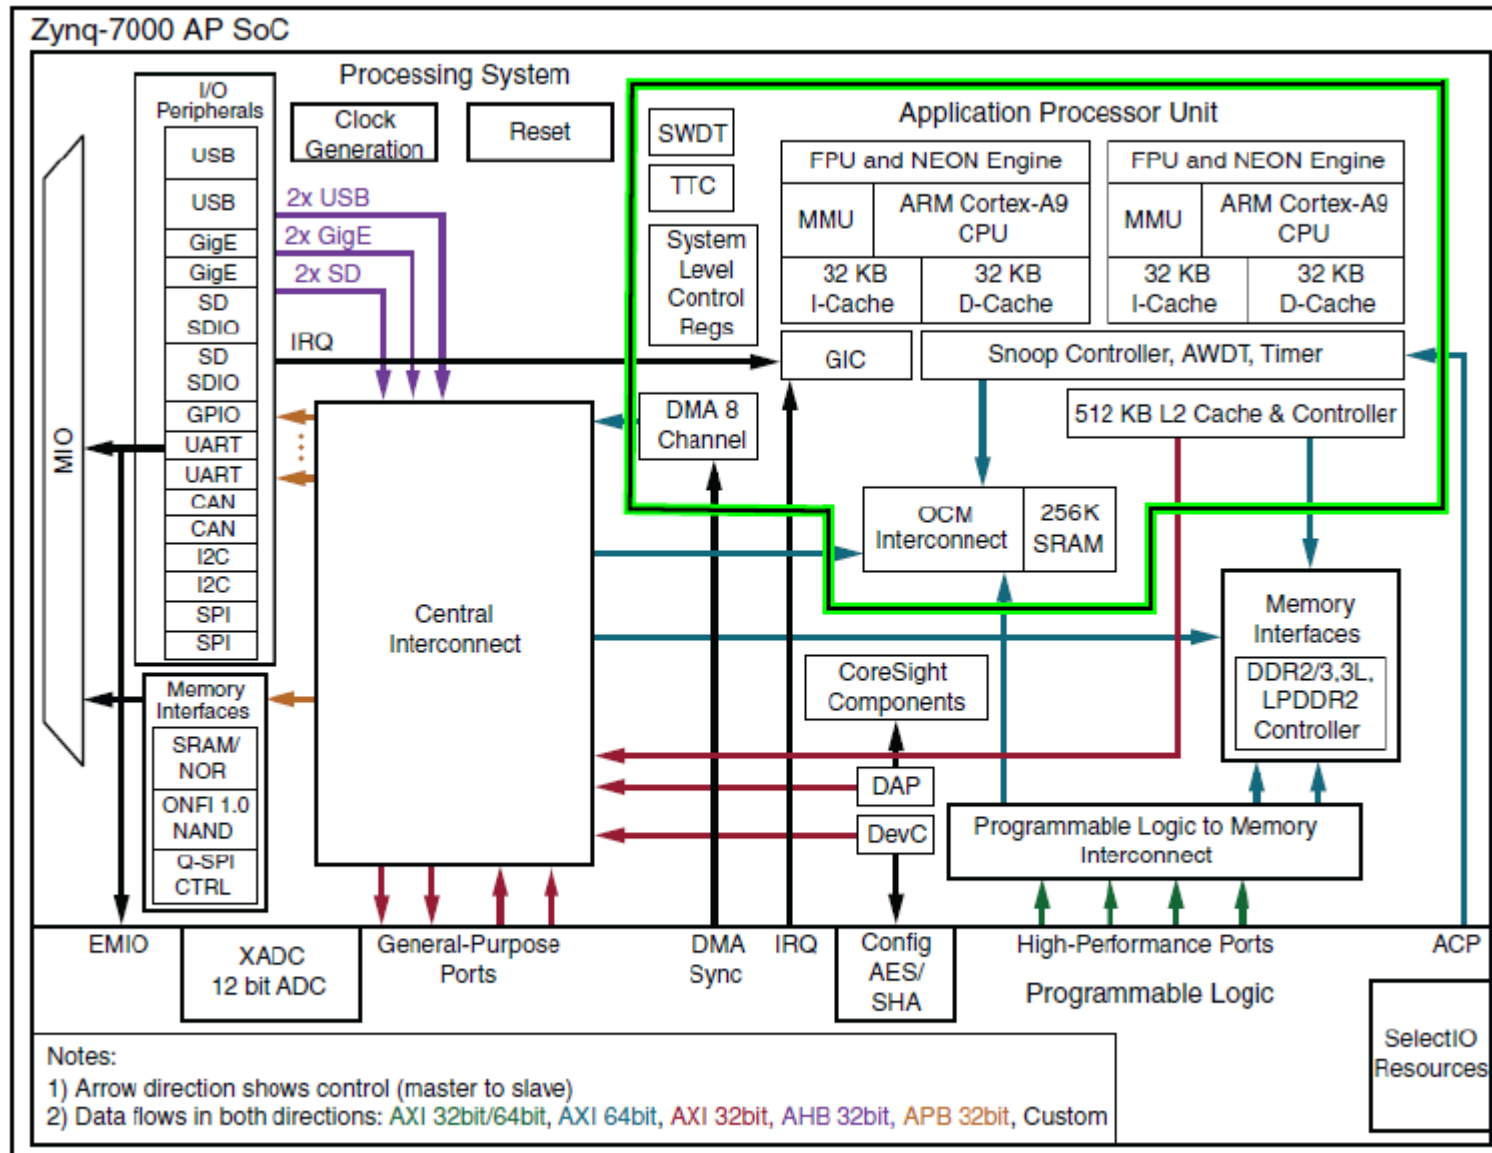 Zynq-7000 AP SoC
Processing System
I/O
Peripherals
USB
USB
GigE
GigE
SD
SDIO
SD
SDIO
GPIO
UART
UART
CAN
CAN
I2C
I2C
SPI
SPI
MIO
Clock
Generation
Reset
2x USB
2x GigE
2x SD
IRQ
Application Processor Unit
SWDT
TTC
System
Level
Control
Regs
FPU and NEON Engine
MMU
ARM Cortex-A9
CPU
32 KB
I-Cache
32 KB
D-Cache
FPU and NEON Engine
MMU
ARM Cortex-A9
CPU
32 KB
I-Cache
32 KB
D-Cache
GIC
Snoop Controller, AWDT, Timer
DMA 8
Channel
512 KB L2 Cache & Controller
OCM
Interconnect
256K
SRAM
Central
Interconnect
Memory
Interfaces
DDR2/3,3L,
LPDDR2
Controller
CoreSight
Components
DAP
DevC
Memory
Interfaces
SRAM/
NOR
ONFI 1.0
NAND
Q-SPI
CTRL
Programmable Logic to Memory
Interconnect
EMIO
XADC
12 bit ADC
General-Purpose
Ports
DMA
Sync
IRQ
Config
AES/
SHA
High-Performance Ports
ACP
Programmable Logic
SelectIO
Resources
Notes:
1) Arrow direction shows control (master to slave)
2) Data flows in both directions: AXI 32bit/64bit, AXI 64bit, AXI 32bit, AHB 32bit, APB 32bit, Custom